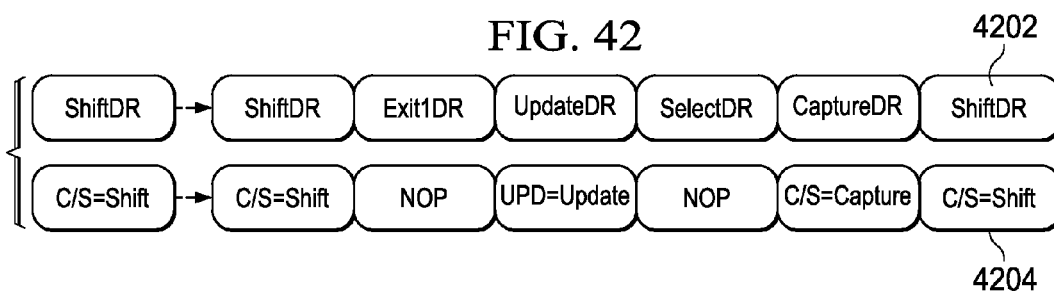 FIG. 42
4202
ShiftDR ShiftDR Exit1DR UpdateDR SelectDR CaptureDR ShiftDR
C/S=Shift C/S=Shift NOP UPD=Update NOP C/S=Capture C/S=Shift
4204